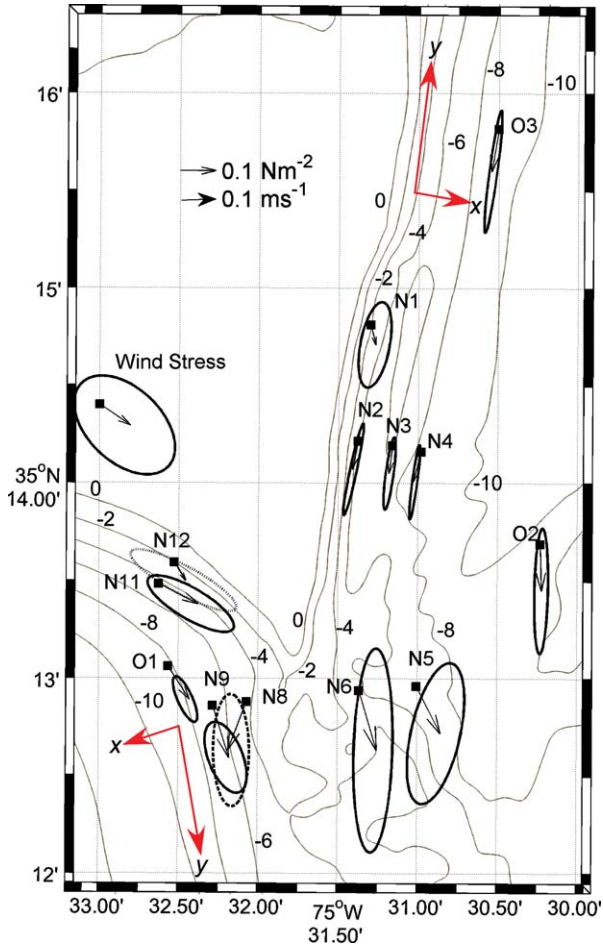 y
-8
-10
16'
O3
-6
0.1 Nm-2
0.1 ms-1
x
0
-4
-2
15'
N1
Wind Stress
N2
N3
N4
35oN
14.00'
0
-10
-2
N12
O2
N11
-8
0
-4
-8
-4
-2
O1
N9
N8
N6
N5
13'
-10
x
-6
y
12'
33.00' 32.50' 32.00' 75oW 31.00' 30.50' 30.00'
31.50'